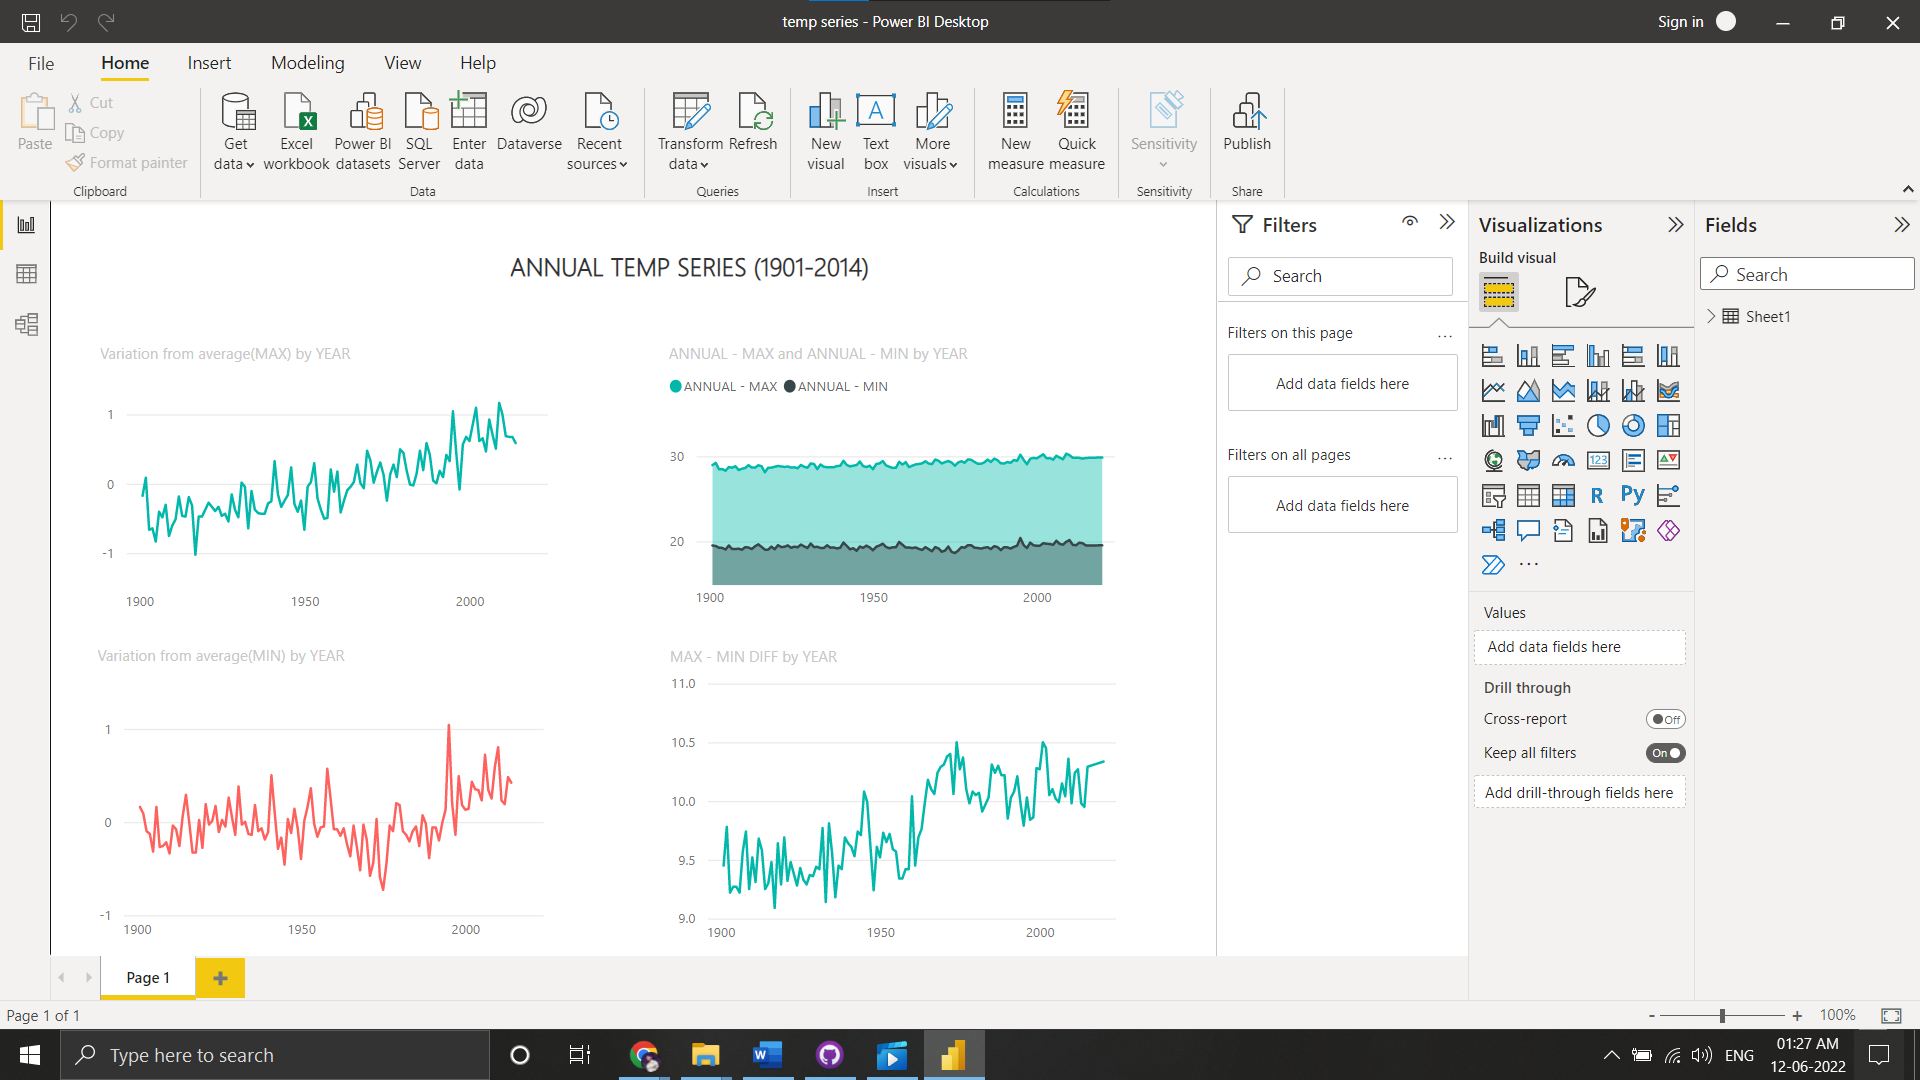 temp series - Power BI Desktop
Sign in
File Home Insert Modeling View Help
Paste
Cut
Copy
Format painter
Clipboard
Get data
Excel workbook
Power BI datasets
SQL Server
Enter data
Dataverse
Recent sources
Data
Transform data
Refresh
Queries
New visual
Text box
More visuals
Insert
New measure
Quick measure
Calculations
Sensitivity
Sensitivity
Publish
Share
ANNUAL TEMP SERIES (1901-2014)
Variation from average(MAX) by YEAR
1
0
-1
1900 1950 2000
ANNUAL - MAX and ANNUAL - MIN by YEAR
ANNUAL - MAX ANNUAL - MIN
30
20
1900 1950 2000
Variation from average(MIN) by YEAR
1
0
-1
1900 1950 2000
MAX - MIN DIFF by YEAR
11.0
10.5
10.0
9.5
9.0
1900 1950 2000
Filters
Search
Filters on this page ...
Add data fields here
Filters on all pages ...
Add data fields here
Visualizations
Build visual
123
R Py
...
Values
Add data fields here
Drill through
Cross-report Off
Keep all filters On
Add drill-through fields here
Fields
Search
Sheet1
Page 1
+
Page 1 of 1
- + 100%
Type here to search
ENG
01:27 AM
12-06-2022